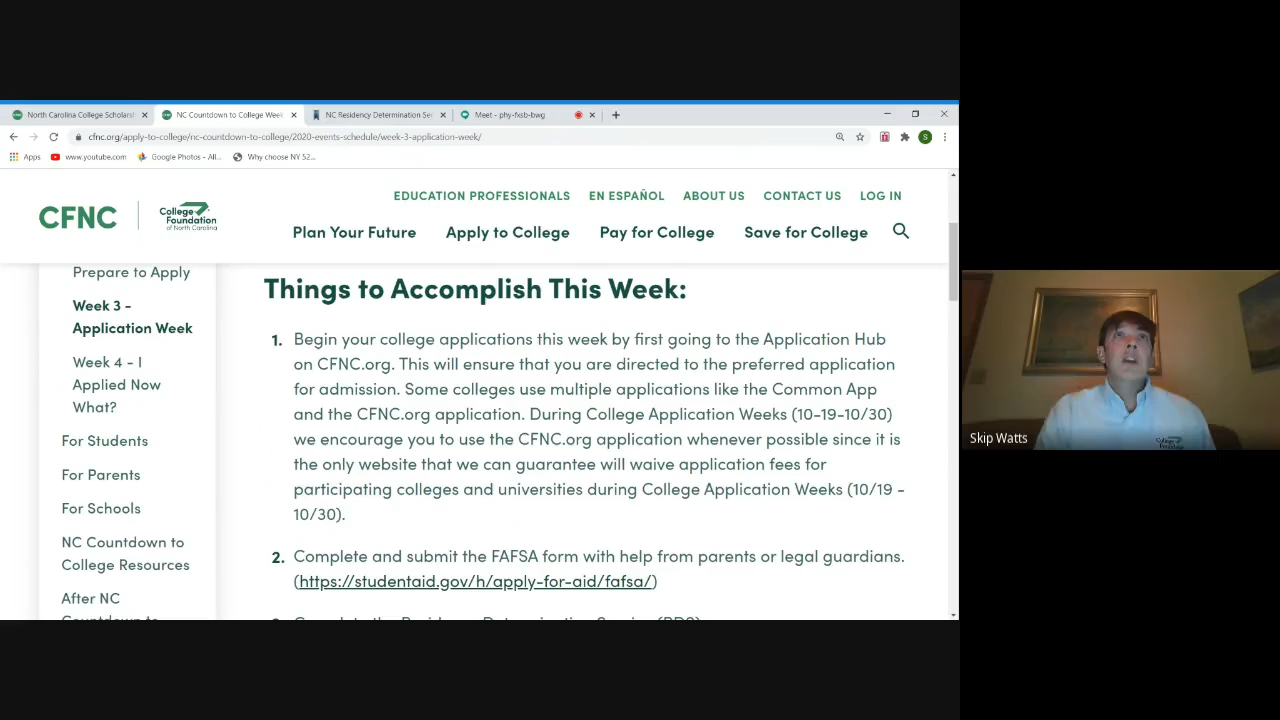 North Carolina College Scholarsh
NC Countdown to College Week
NC Residency Determination Se
Meet - phy-fxsb-bwg
cfnc.org/apply-to-college/nc-countdown-to-college/2020-events-schedule/week-3-application-week/
S
Apps
www.youtube.com
Google Photos - All...
Why choose NY 52...
EDUCATION PROFESSIONALS
EN ESPAÑOL
ABOUT US
CONTACT US
LOG IN
CFNC
College
Foundation
of North Carolina
Plan Your Future
Apply to College
Pay for College
Save for College
Prepare to Apply
Week 3 -
Application Week
Week 4 - I
Applied Now
What?
For Students
For Parents
For Schools
NC Countdown to
College Resources
After NC
Countdown to
Things to Accomplish This Week:
1. Begin your college applications this week by first going to the Application Hub
on CFNC.org. This will ensure that you are directed to the preferred application
for admission. Some colleges use multiple applications like the Common App
and the CFNC.org application. During College Application Weeks (10-19-10/30)
we encourage you to use the CFNC.org application whenever possible since it is
the only website that we can guarantee will waive application fees for
participating colleges and universities during College Application Weeks (10/19 -
10/30).
2. Complete and submit the FAFSA form with help from parents or legal guardians.
(https://studentaid.gov/h/apply-for-aid/fafsa/)
3. Complete the Residency Determination Service (RDS)
Skip Watts